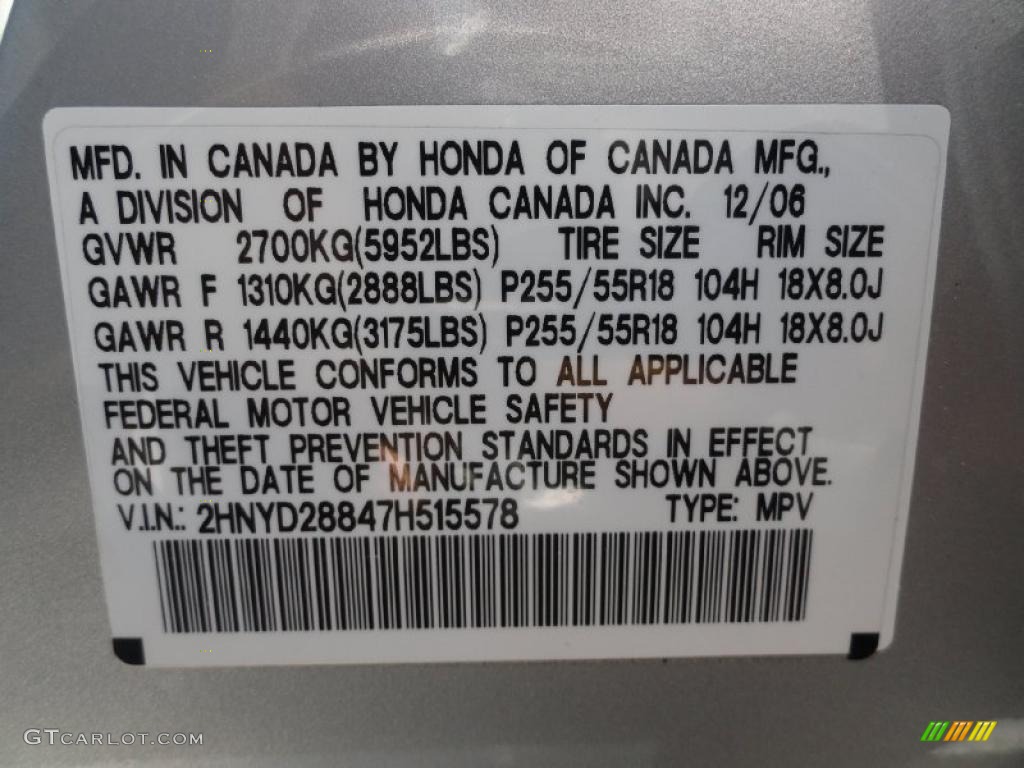 MFD. IN CANADA BY HONDA OF CANADA MFG.,
A DIVISION OF HONDA CANADA INC. 12/06
GVWR 2700KG(5952LBS) TIRE SIZE RIM SIZE
GAWR F 1310KG(2888LBS) P255/55R18 104H 18X8.0J
GAWR R 1440KG(3175LBS) P255/55R18 104H 18X8.0J
THIS VEHICLE CONFORMS TO ALL APPLICABLE
FEDERAL MOTOR VEHICLE SAFETY
AND THEFT PREVENTION STANDARDS IN EFFECT
ON THE DATE OF MANUFACTURE SHOWN ABOVE.
V.I.N.: 2HNYD28847H515578 TYPE: MPV
GTCARLOT.COM